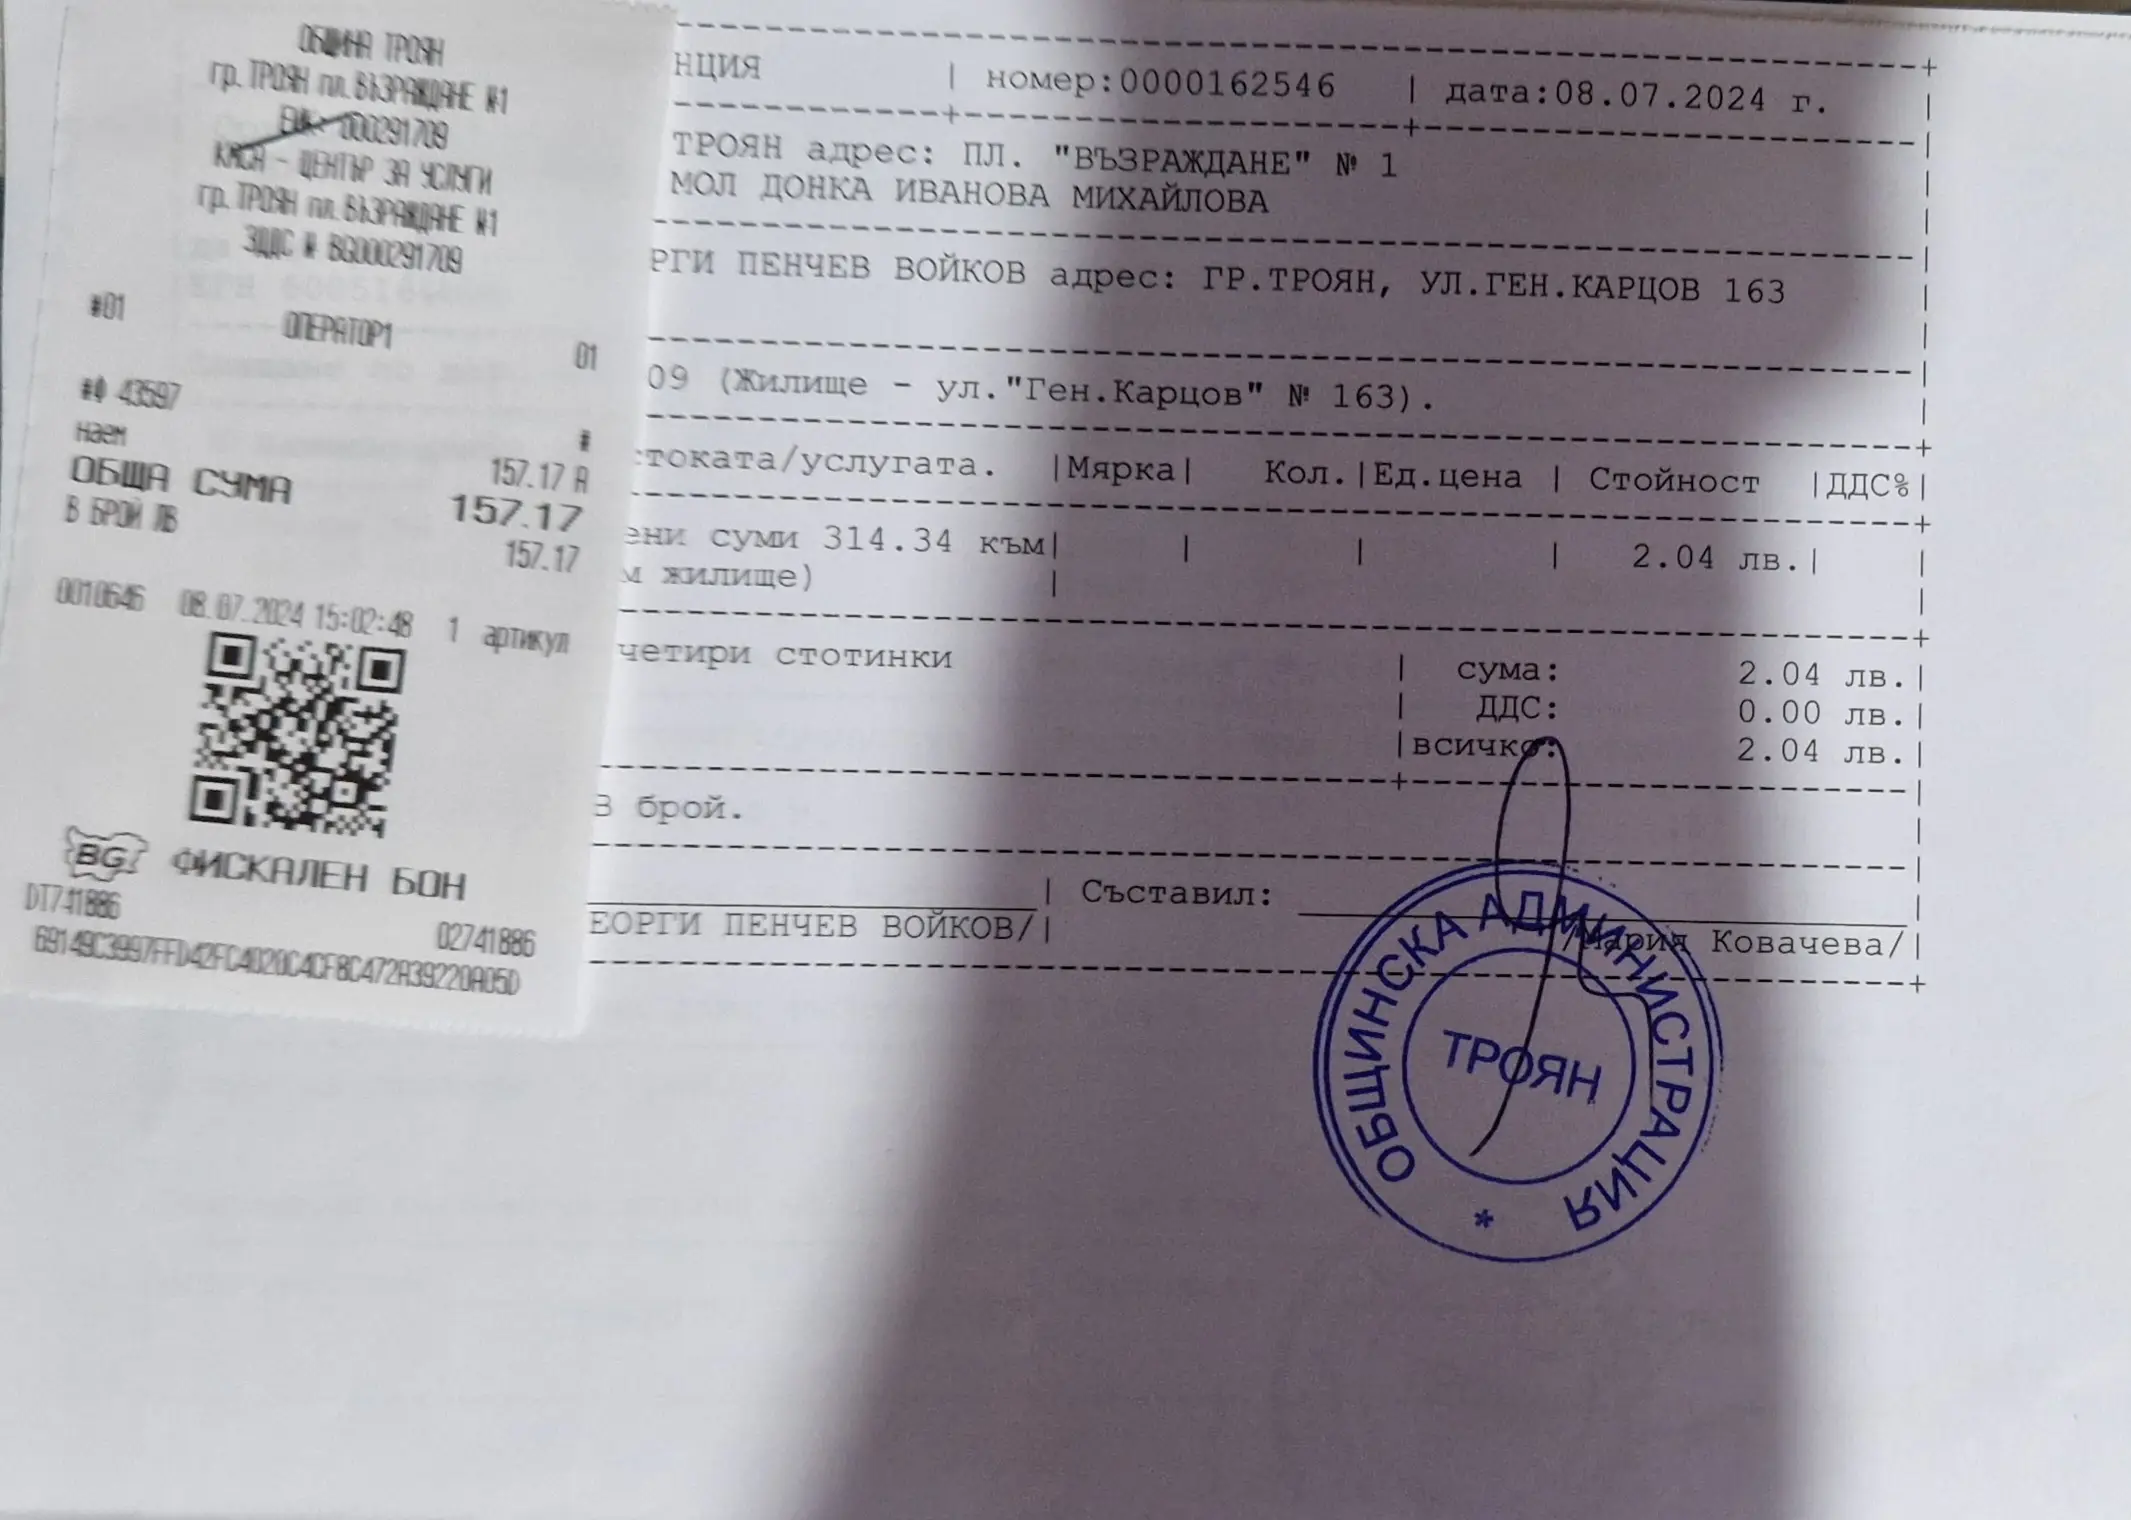 ОБЩИНА ТРОЯН
гр. ТРОЯН пл. ВЪЗРАЖДАНЕ №1
ЕИК: 000291709
КАСА - ЦЕНТЪР ЗА УСЛУГИ
гр. ТРОЯН пл. ВЪЗРАЖДАНЕ №1
ЗДДС № BG000291709
#01 ОПЕРАТОР1 01
#Ф 43597 #
наем 157.17 А
ОБЩА СУМА 157.17
В БРОЙ ЛВ 157.17
0010646 08.07.2024 15:02:48 1 артикул
BG ФИСКАЛЕН БОН
DT741886 02741886
69149C3997FFD42FC4020C4CF8C472A39220A05D
НЦИЯ | номер:0000162546 | дата:08.07.2024 г. |
ТРОЯН адрес: ПЛ. "ВЪЗРАЖДАНЕ" № 1
МОЛ ДОНКА ИВАНОВА МИХАЙЛОВА
РГИ ПЕНЧЕВ ВОЙКОВ адрес: ГР.ТРОЯН, УЛ.ГЕН.КАРЦОВ 163
09 (Жилище - ул."Ген.Карцов" № 163).
стоката/услугата. |Мярка| Кол.|Ед.цена | Стойност |ДДС%|
ени суми 314.34 към| | | | 2.04 лв.| |
м жилище) |
четири стотинки | сума: 2.04 лв.|
| ДДС: 0.00 лв.|
|всичко: 2.04 лв.|
В брой.
| Съставил:
ЕОРГИ ПЕНЧЕВ ВОЙКОВ/| /Мария Ковачева/|
ОБЩИНСКА АДМИНИСТРАЦИЯ *
ТРОЯН